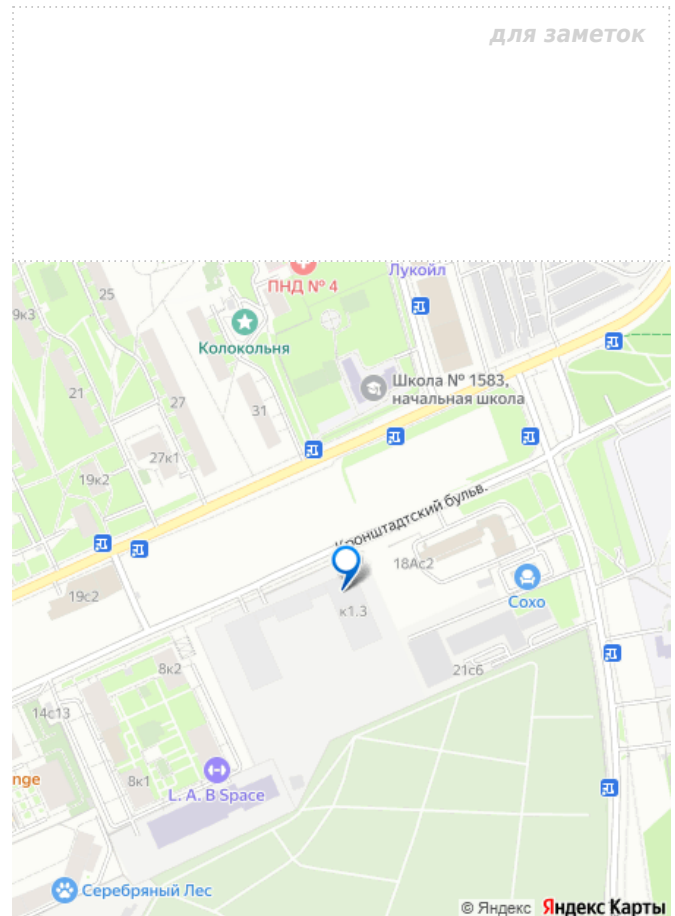 для заметок
Лукойл
ПНД № 4
25
9к3
Колокольня
Школа № 1583,
начальная школа
21
27
31
27к1
19к2
Кронштадтский бульв.
18Ас2
19с2
Сохо
к1.3
8к2
21с6
14с13
nge
8к1
L. A. B Space
Серебряный Лес
© Яндекс Яндекс Карты